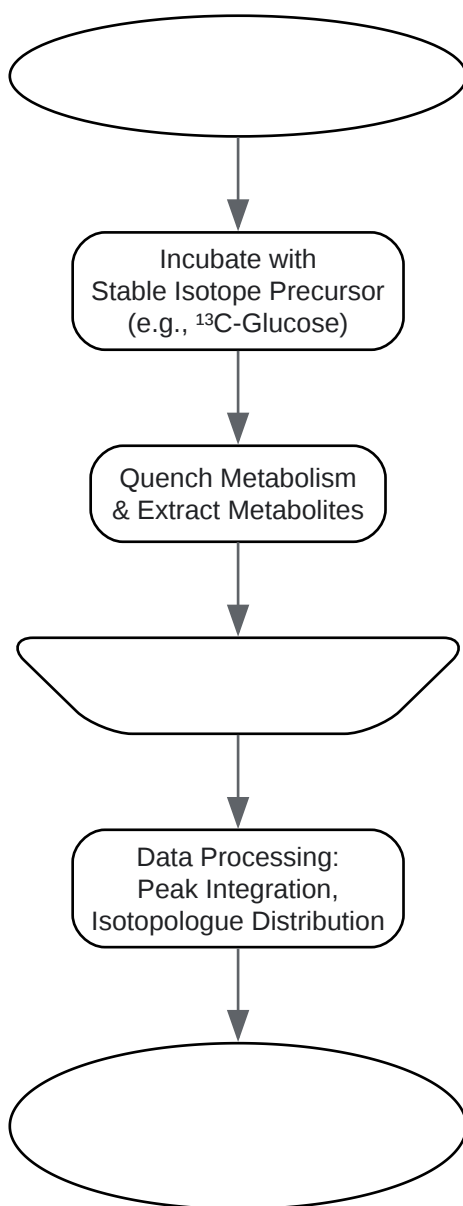 Incubate with
Stable Isotope Precursor
(e.g., ¹³C-Glucose)
Quench Metabolism
& Extract Metabolites
Data Processing:
Peak Integration,
Isotopologue Distribution